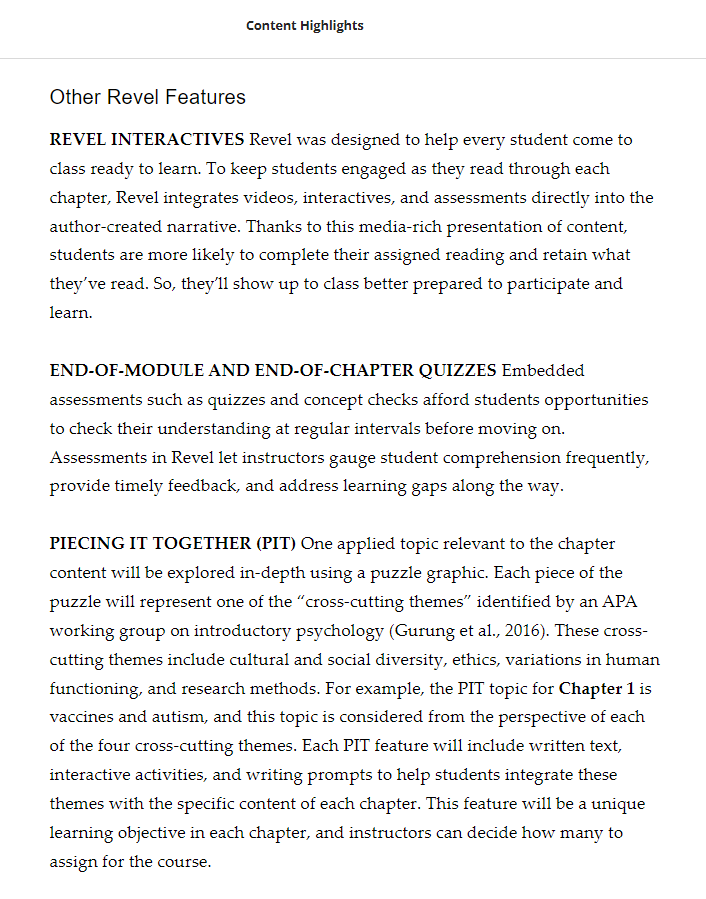 Content Highlights
Other Revel Features
REVEL INTERACTIVES Revel was designed to help every student come to
class ready to learn. To keep students engaged as they read through each
chapter, Revel integrates videos, interactives, and assessments directly into the
author-created narrative. Thanks to this media-rich presentation of content,
students are more likely to complete their assigned reading and retain what
they’ve read. So, they’ll show up to class better prepared to participate and
learn.
END-OF-MODULE AND END-OF-CHAPTER QUIZZES Embedded
assessments such as quizzes and concept checks afford students opportunities
to check their understanding at regular intervals before moving on.
Assessments in Revel let instructors gauge student comprehension frequently,
provide timely feedback, and address learning gaps along the way.
PIECING IT TOGETHER (PIT) One applied topic relevant to the chapter
content will be explored in-depth using a puzzle graphic. Each piece of the
puzzle will represent one of the “cross-cutting themes” identified by an APA
working group on introductory psychology (Gurung et al., 2016). These cross-
cutting themes include cultural and social diversity, ethics, variations in human
functioning, and research methods. For example, the PIT topic for Chapter 1 is
vaccines and autism, and this topic is considered from the perspective of each
of the four cross-cutting themes. Each PIT feature will include written text,
interactive activities, and writing prompts to help students integrate these
themes with the specific content of each chapter. This feature will be a unique
learning objective in each chapter, and instructors can decide how many to
assign for the course.